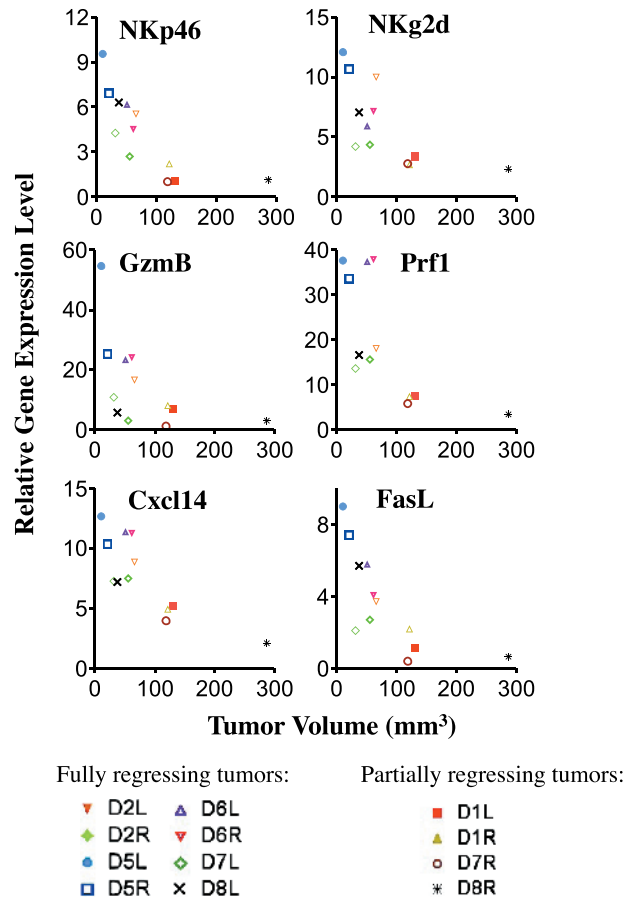 NKp46
12
9
6
3
0
0 100 200 300
NKg2d
15
10
5
0
0 100 200 300
GzmB
60
40
20
0
0 100 200 300
Prf1
40
30
20
10
0
0 100 200 300
Cxcl14
15
10
5
0
0 100 200 300
FasL
8
4
0
0 100 200 300
Relative Gene Expression Level
Tumor Volume (mm³)
Fully regressing tumors:
D2L D6L
D2R D6R
D5L D7L
D5R D8L
Partially regressing tumors:
D1L
D1R
D7R
D8R